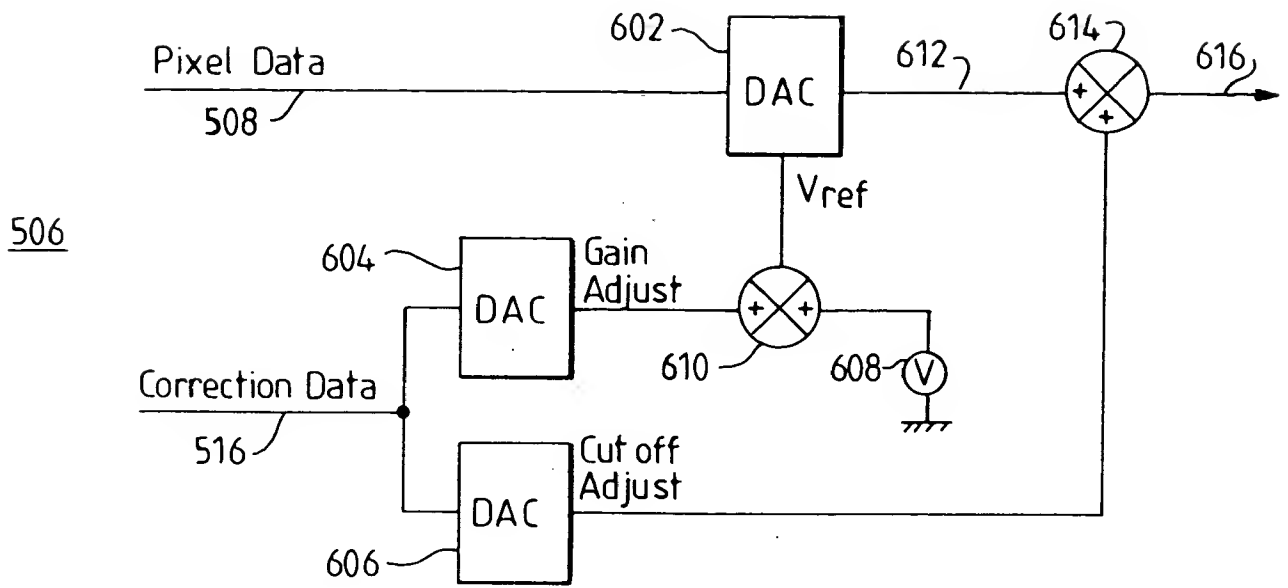 602
614
Pixel Data
DAC
612
616
508
+
+
Vref
506
604
Gain
Adjust
DAC
+ +
610
608
V
Correction Data
516
Cut off
Adjust
DAC
606